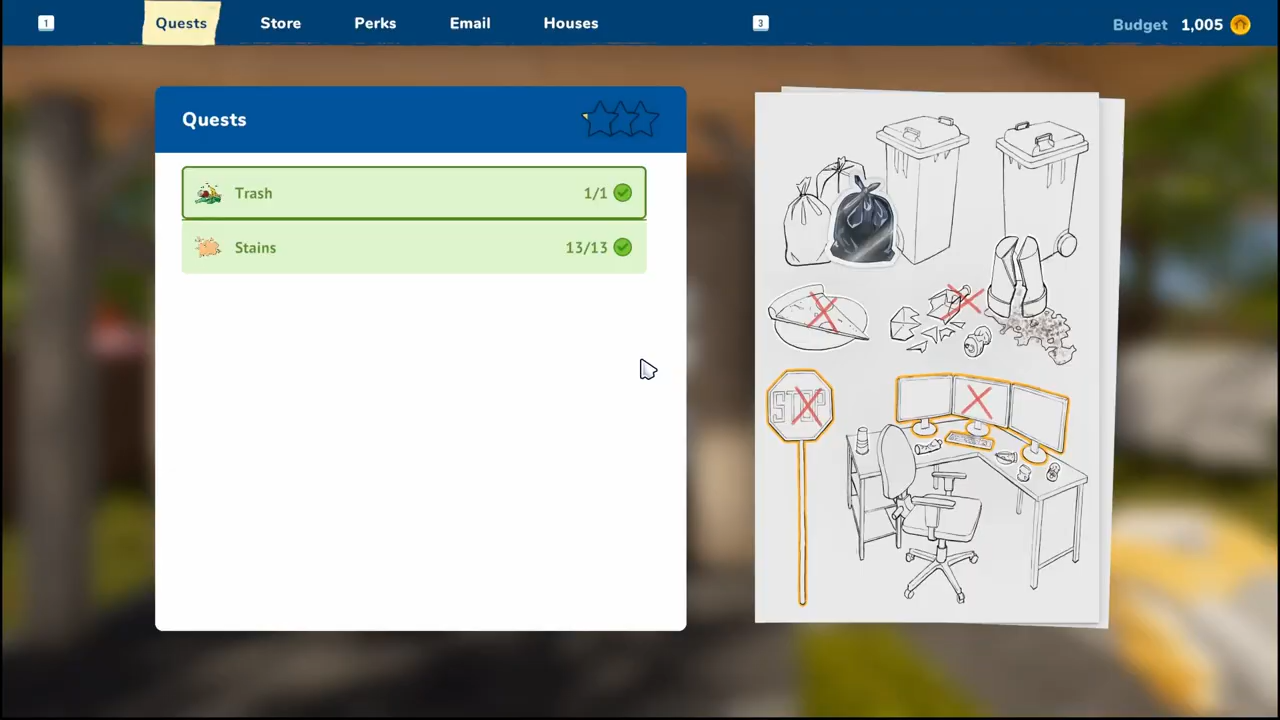 1 Quests Store Perks Email Houses 3 Budget 1,005
Quests
Trash 1/1
Stains 13/13
STOP